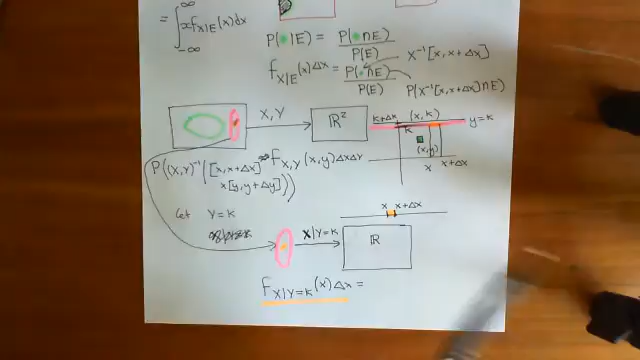 = ∫_{-∞}^{∞} x f_{X|E}(x) dx
P(●|E) = P(●∩E) / P(E)
X⁻¹[x, x+Δx]
f_{X|E}(x)Δx = P(●∩E) / P(E)
P(X⁻¹[x, x+Δx]∩E)
X, Y
ℝ²
k+Δx
(x, k)
y=k
k
(x,y)
x x+Δx
P((X,Y)⁻¹([x, x+Δx] x[y, y+Δy])) ≈ f_{X,Y}(x,y)ΔxΔy
Let Y=k
x x+Δx
X|Y=k
ℝ
f_{X|Y=k}(x)Δx =